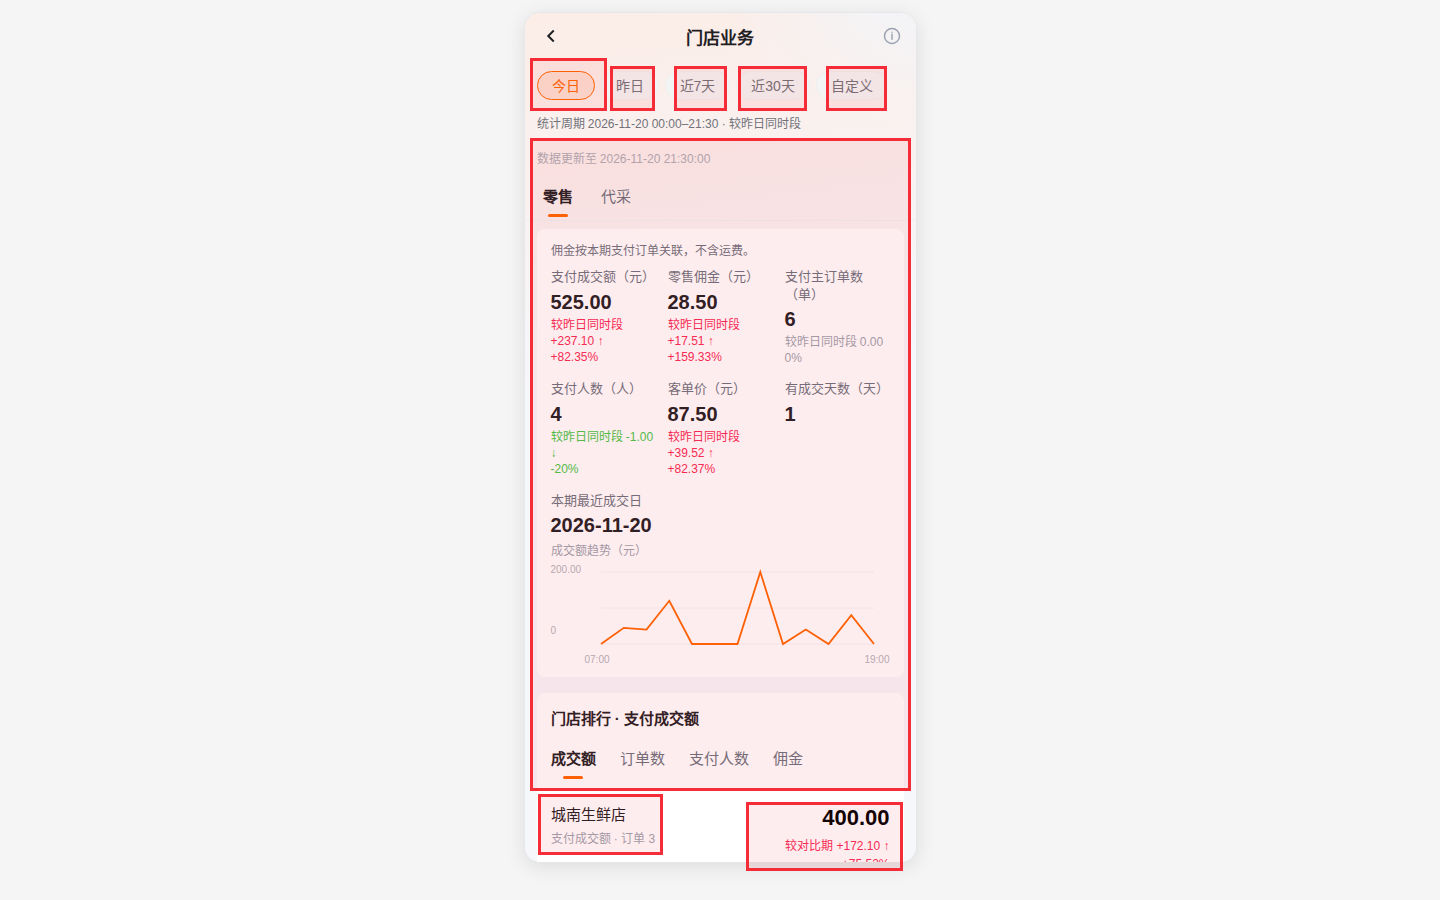 门店业务
今日 昨日 近7天 近30天 自定义
统计周期 2026-11-20 00:00–21:30 · 较昨日同时段
数据更新至 2026-11-20 21:30:00
零售 代采
佣金按本期支付订单关联，不含运费。
支付成交额（元） 零售佣金（元） 支付主订单数（单）
525.00 28.50 6
较昨日同时段 +237.10 ↑ +82.35%
较昨日同时段 +17.51 ↑ +159.33%
较昨日同时段 0.00 0%
支付人数（人） 客单价（元） 有成交天数（天）
4 87.50 1
较昨日同时段 -1.00 ↓ -20%
较昨日同时段 +39.52 ↑ +82.37%
本期最近成交日
2026-11-20
成交额趋势（元）
200.00
0
07:00 19:00
门店排行 · 支付成交额
成交额 订单数 支付人数 佣金
城南生鲜店 400.00
支付成交额 · 订单 3 较对比期 +172.10 ↑